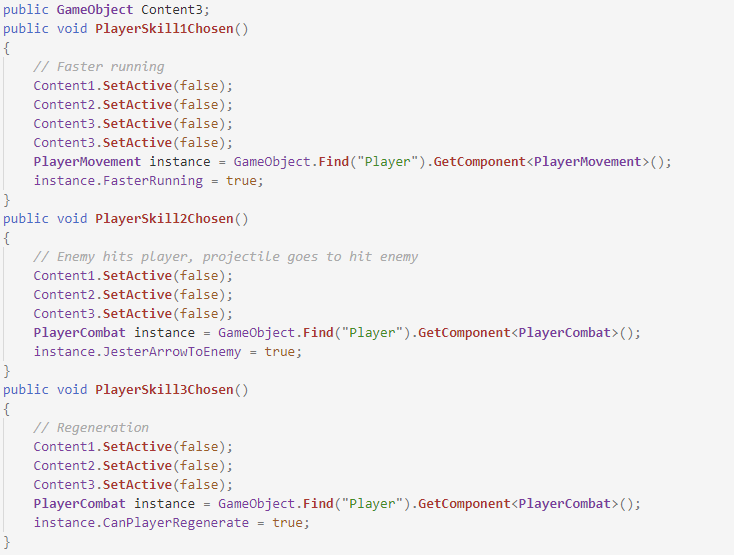 public GameObject Content3;
public void PlayerSkill1Chosen()
{
    // Faster running
    Content1.SetActive(false);
    Content2.SetActive(false);
    Content3.SetActive(false);
    Content3.SetActive(false);
    PlayerMovement instance = GameObject.Find("Player").GetComponent<PlayerMovement>();
    instance.FasterRunning = true;
}
public void PlayerSkill2Chosen()
{
    // Enemy hits player, projectile goes to hit enemy
    Content1.SetActive(false);
    Content2.SetActive(false);
    Content3.SetActive(false);
    PlayerCombat instance = GameObject.Find("Player").GetComponent<PlayerCombat>();
    instance.JesterArrowToEnemy = true;
}
public void PlayerSkill3Chosen()
{
    // Regeneration
    Content1.SetActive(false);
    Content2.SetActive(false);
    Content3.SetActive(false);
    PlayerCombat instance = GameObject.Find("Player").GetComponent<PlayerCombat>();
    instance.CanPlayerRegenerate = true;
}